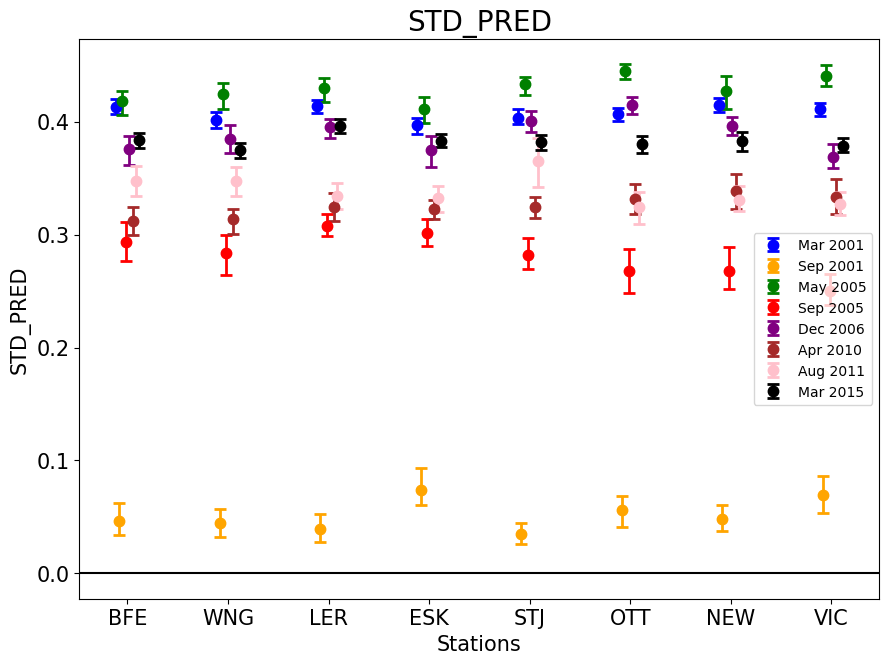 STD_PRED
STD_PRED
0.4
0.3
0.2
0.1
0.0
Mar 2001
Sep 2001
May 2005
Sep 2005
Dec 2006
Apr 2010
Aug 2011
Mar 2015
BFE WNG LER ESK STJ OTT NEW VIC
Stations